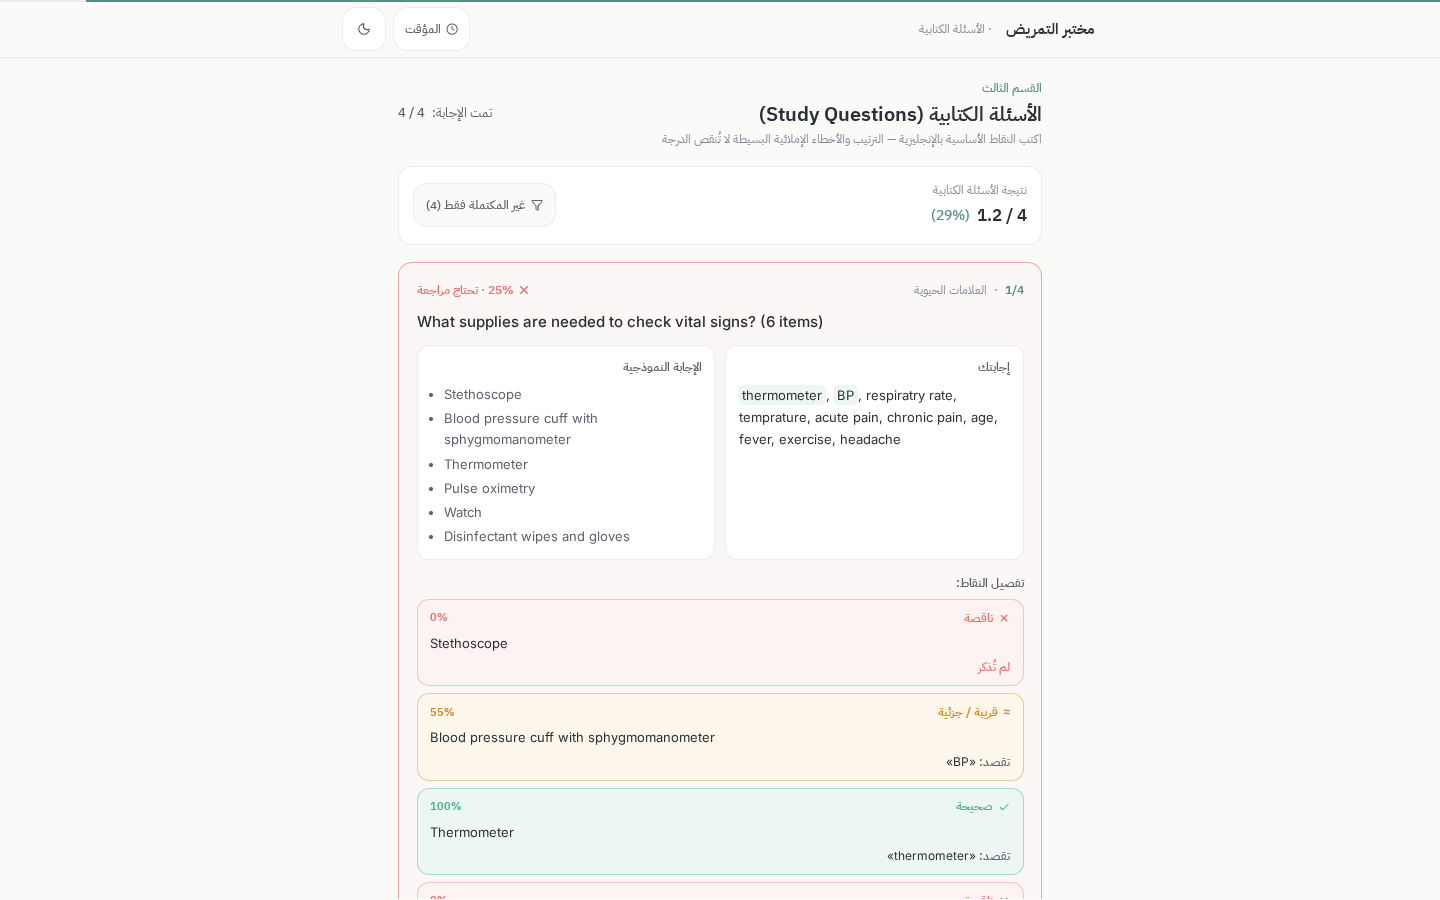 مختبر التمريض · الأسئلة الكتابية
المؤقت
القسم الثالث
الأسئلة الكتابية (Study Questions)
تمت الإجابة: 4 / 4
اكتب النقاط الأساسية بالإنجليزية — الترتيب والأخطاء الإملائية البسيطة لا تُنقص الدرجة
نتيجة الأسئلة الكتابية
1.2 / 4 (29%)
غير المكتملة فقط (4)
1/4 · العلامات الحيوية
✕ 25% · تحتاج مراجعة
What supplies are needed to check vital signs? (6 items)
إجابتك
thermometer, BP, respiratry rate,
temprature, acute pain, chronic pain, age,
fever, exercise, headache
الإجابة النموذجية
• Stethoscope
• Blood pressure cuff with
sphygmomanometer
• Thermometer
• Pulse oximetry
• Watch
• Disinfectant wipes and gloves
تفصيل النقاط:
✕ ناقصة
0%
Stethoscope
لم تُذكر
≈ قريبة / جزئية
55%
Blood pressure cuff with sphygmomanometer
تقصد: «BP»
✓ صحيحة
100%
Thermometer
تقصد: «thermometer»